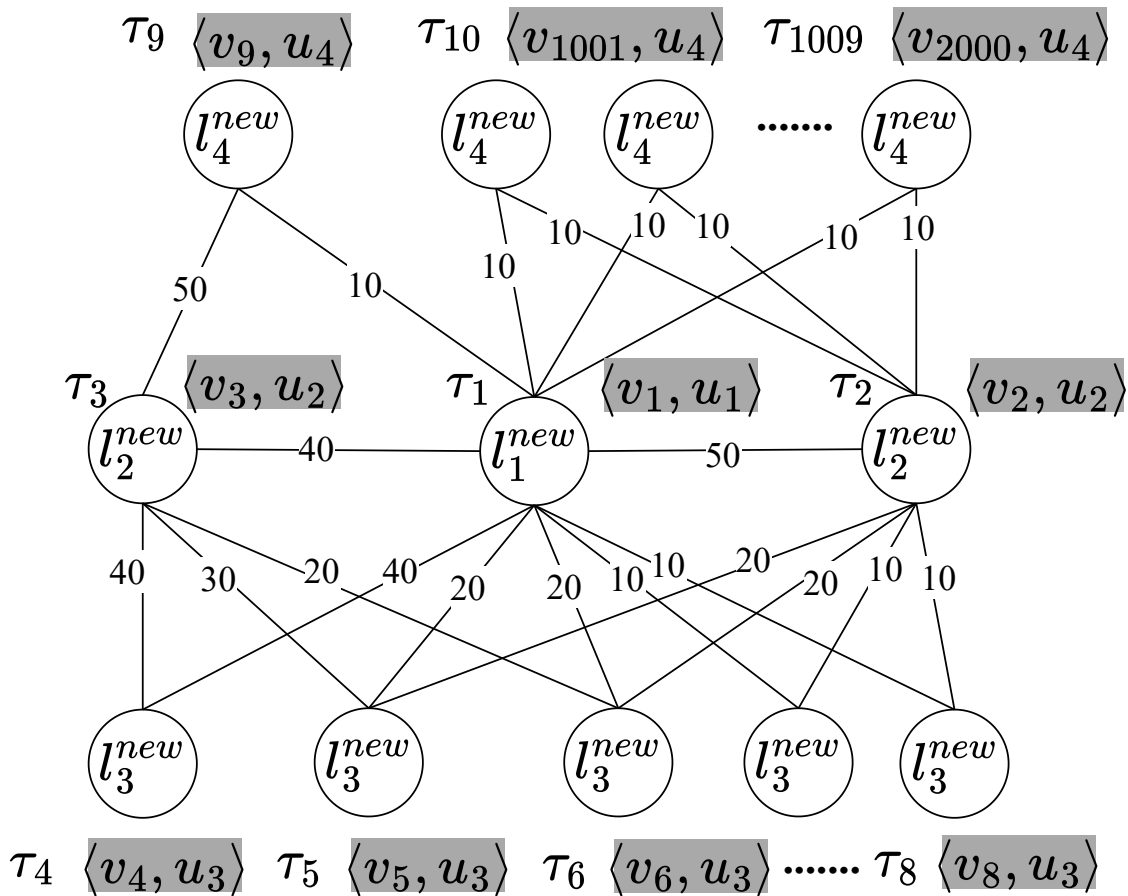 τ9 ⟨v9, u4⟩ τ10 ⟨v1001, u4⟩ τ1009 ⟨v2000, u4⟩
l4^new l4^new l4^new ....... l4^new
10 10 10 10 10
10
50 10
τ3 ⟨v3, u2⟩ τ1 ⟨v1, u1⟩ τ2 ⟨v2, u2⟩
l2^new 40 l1^new 50 l2^new
40 30 20 40 20 20 10 10 20 20 10 10
l3^new l3^new l3^new l3^new l3^new
τ4 ⟨v4, u3⟩ τ5 ⟨v5, u3⟩ τ6 ⟨v6, u3⟩ ....... τ8 ⟨v8, u3⟩